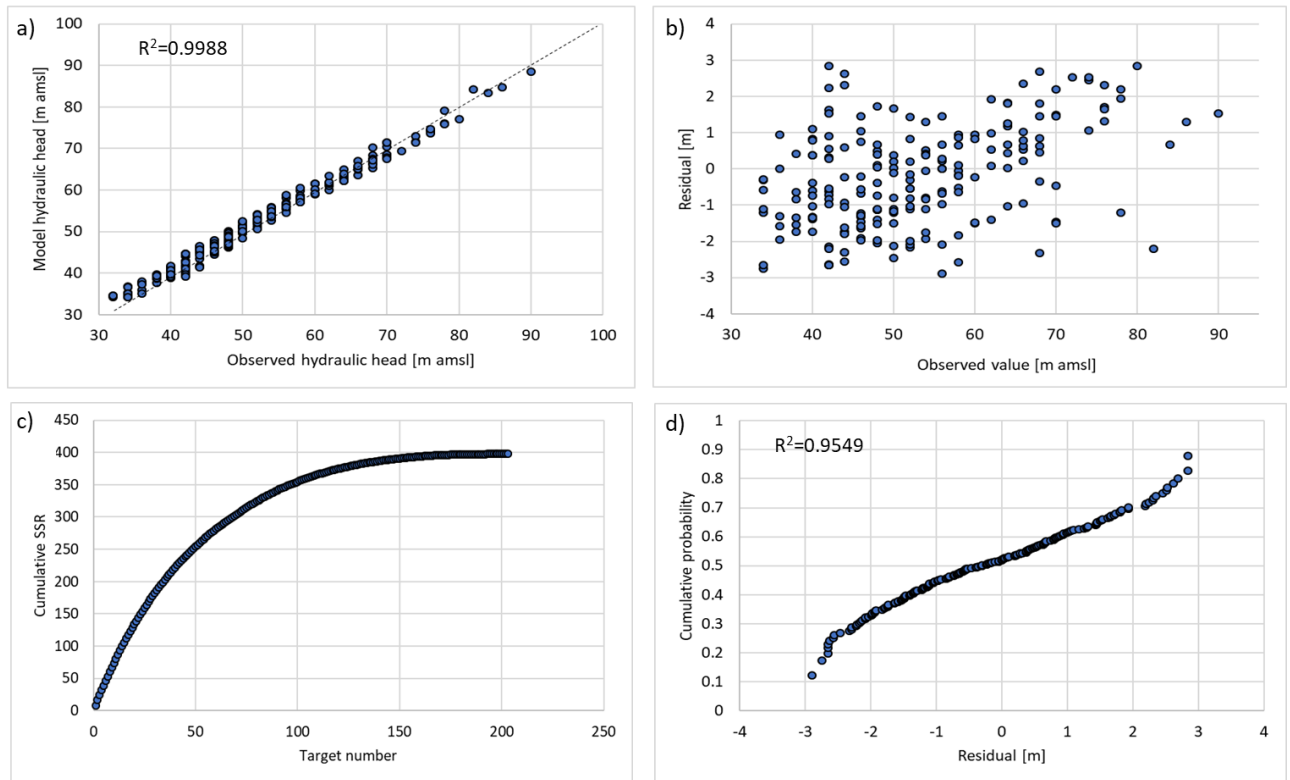 a)
R²=0.9988
Model hydraulic head [m amsl]
100
90
80
70
60
50
40
30
30 40 50 60 70 80 90 100
Observed hydraulic head [m amsl]
b)
Residual [m]
4
3
2
1
0
-1
-2
-3
-4
30 40 50 60 70 80 90
Observed value [m amsl]
c)
Cumulative SSR
450
400
350
300
250
200
150
100
50
0
0 50 100 150 200 250
Target number
d)
R²=0.9549
Cumulative probability
1
0.9
0.8
0.7
0.6
0.5
0.4
0.3
0.2
0.1
0
-4 -3 -2 -1 0 1 2 3 4
Residual [m]